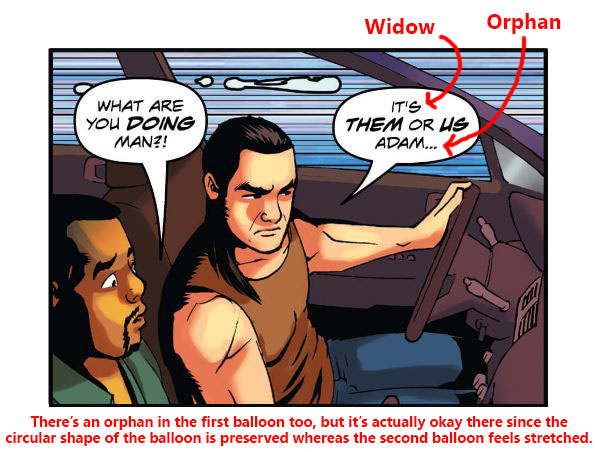 Widow
Orphan
WHAT ARE
YOU DOING
MAN?!
IT'S
THEM OR US
ADAM...
There's an orphan in the first balloon too, but it's actually okay there since the
circular shape of the balloon is preserved whereas the second balloon feels stretched.